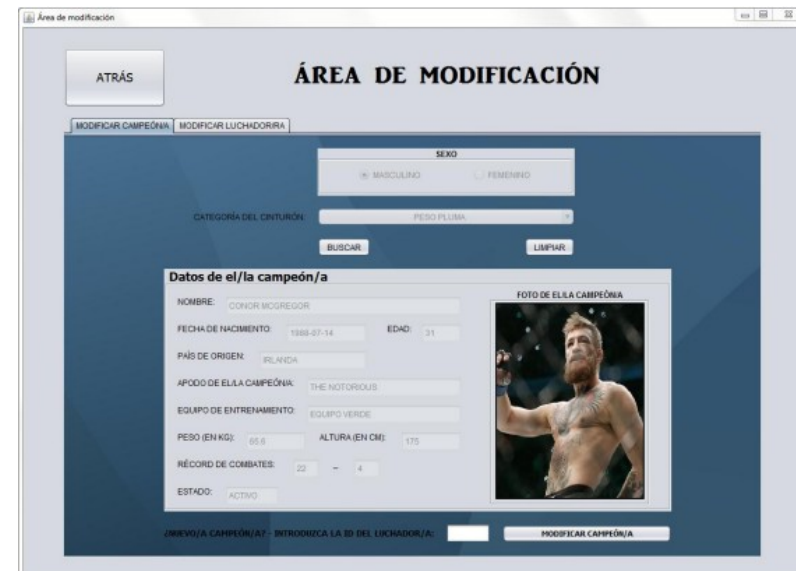 Área de modificación
ATRÁS
ÁREA DE MODIFICACIÓN
MODIFICAR CAMPEÓN/A MODIFICAR LUCHADOR/RA
SEXO
MASCULINO FEMENINO
CATEGORÍA DEL CINTURÓN: PESO PLUMA
BUSCAR LIMPIAR
Datos de el/la campeón/a
FOTO DE EL/LA CAMPEÓN/A
NOMBRE: CONOR MCGREGOR
FECHA DE NACIMIENTO: 1988-07-14 EDAD: 31
PAÍS DE ORIGEN: IRLANDA
APODO DE EL/LA CAMPEÓN/A: THE NOTORIOUS
EQUIPO DE ENTRENAMIENTO: EQUIPO VERDE
PESO (EN KG): 65.6 ALTURA (EN CM): 175
RÉCORD DE COMBATES: 22 – 4
ESTADO: ACTIVO
¿NUEVO/A CAMPEÓN/A? - INTRODUZCA LA ID DEL LUCHADOR/A: MODIFICAR CAMPEÓN/A